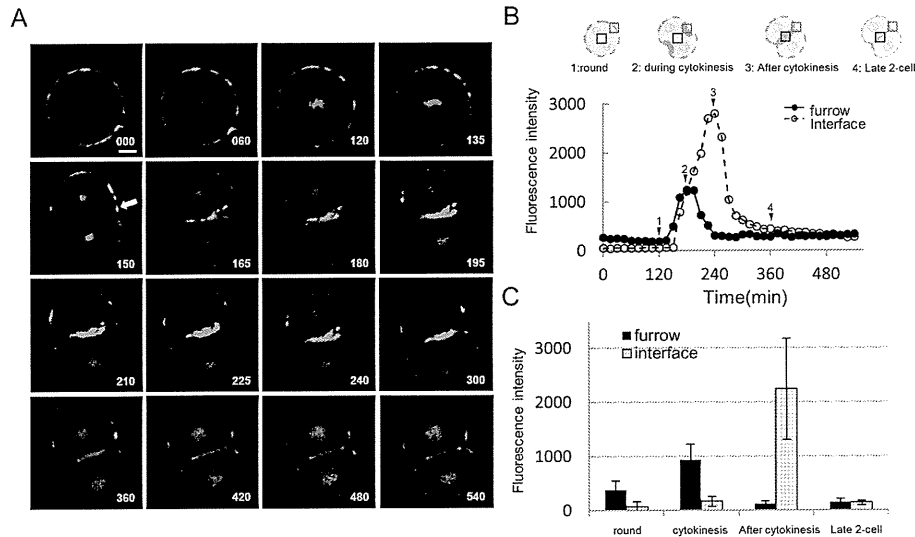 A
000 060 120 135
150 165 180 195
210 225 240 300
360 420 480 540
B
1:round 2: during cytokinesis 3: After cytokinesis 4: Late 2-cell
Fluorescence intensity
3000
2000
1000
0
furrow
Interface
1
2
3
4
0 120 240 360 480
Time(min)
C
Fluorescence intensity
3000
2000
1000
0
furrow
interface
round cytokinesis After cytokinesis Late 2-cell